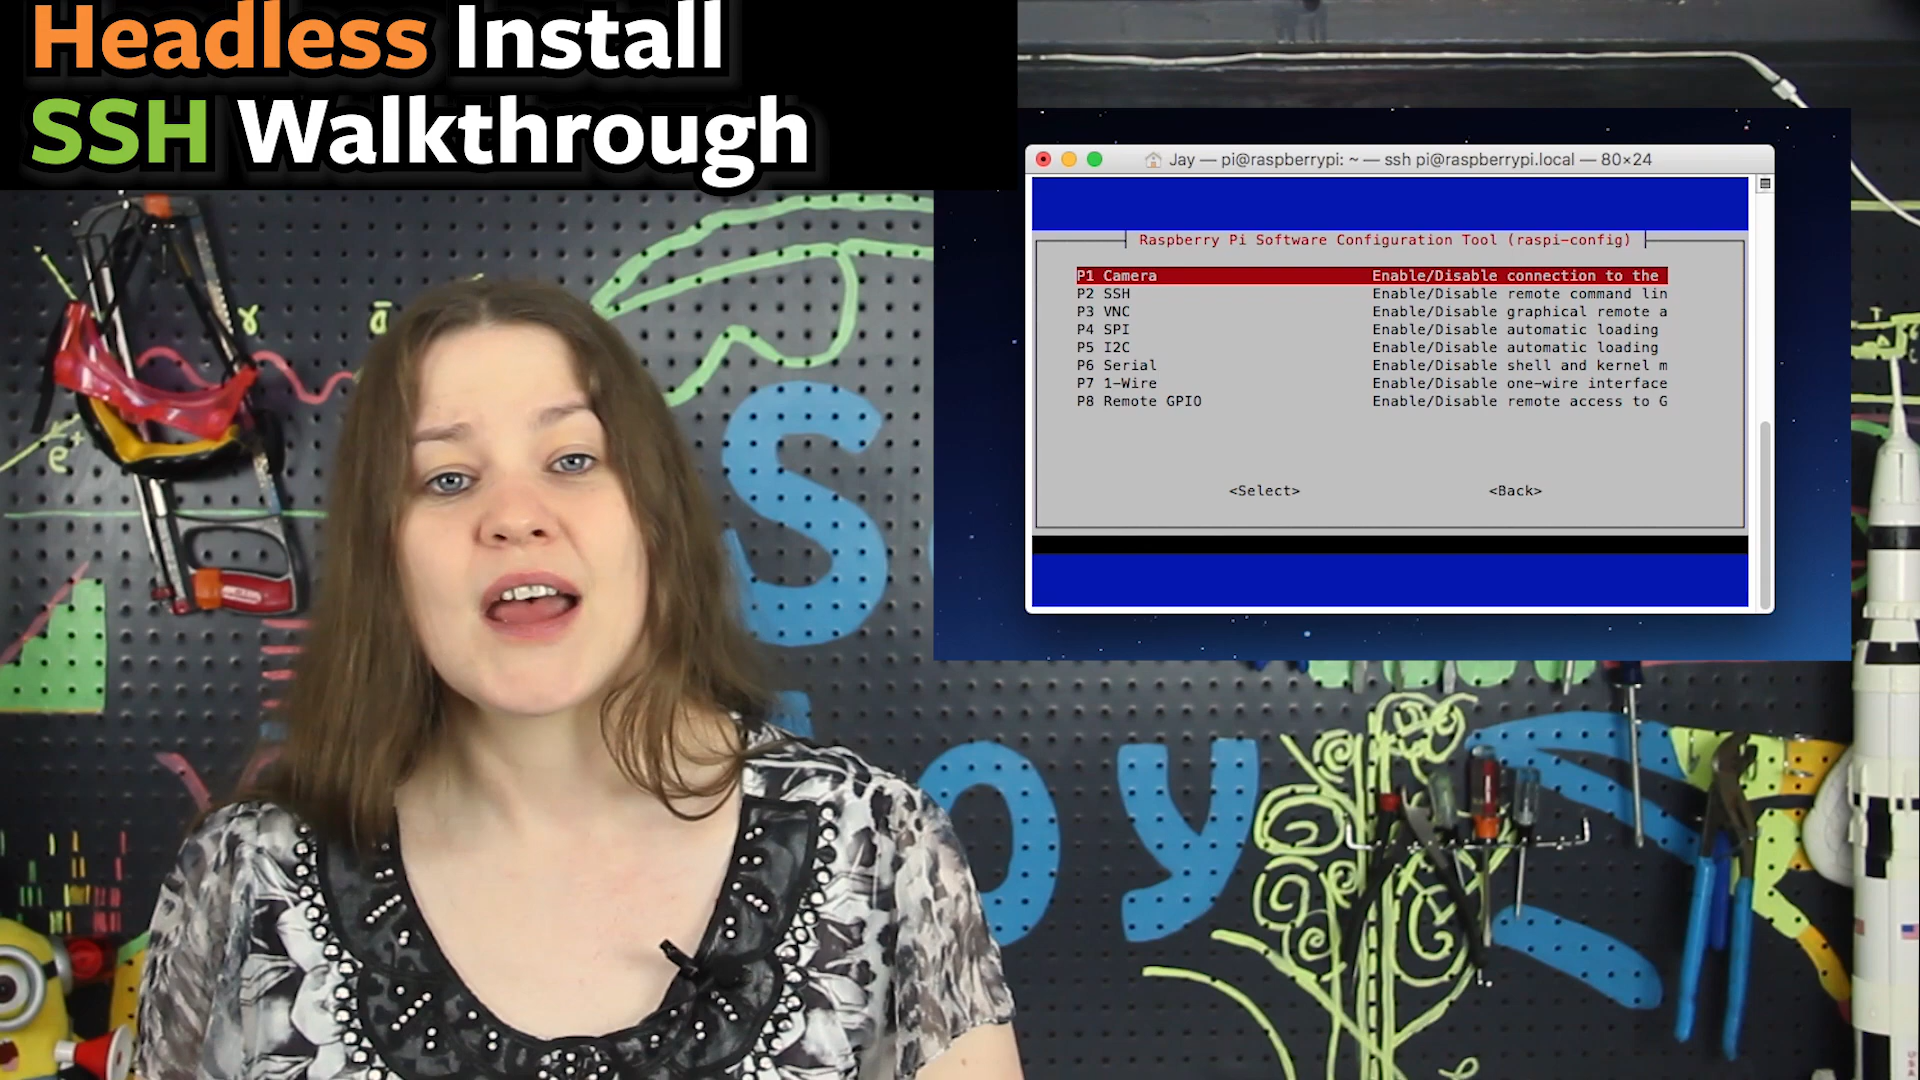 Headless Install
SSH Walkthrough
Jay — pi@raspberrypi: ~ — ssh pi@raspberrypi.local — 80×24
Raspberry Pi Software Configuration Tool (raspi-config)
P1 Camera Enable/Disable connection to the
P2 SSH Enable/Disable remote command lin
P3 VNC Enable/Disable graphical remote a
P4 SPI Enable/Disable automatic loading
P5 I2C Enable/Disable automatic loading
P6 Serial Enable/Disable shell and kernel m
P7 1-Wire Enable/Disable one-wire interface
P8 Remote GPIO Enable/Disable remote access to G
<Select> <Back>
γ
e+
S
oy